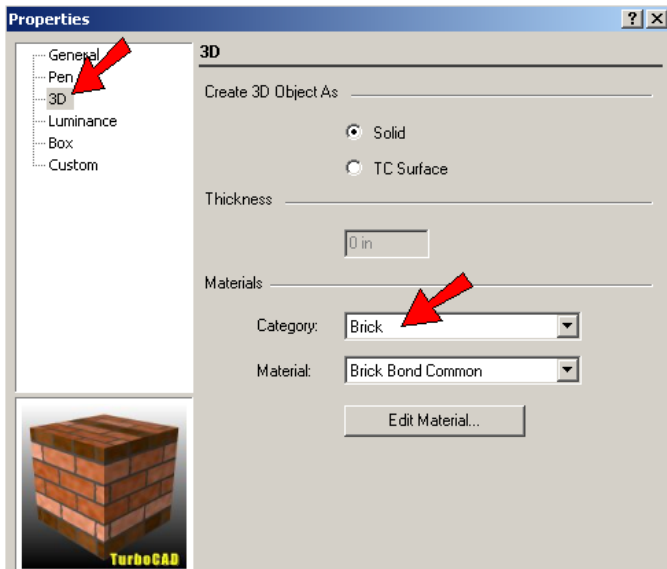 Properties
General
Pen
3D
Luminance
Box
Custom
3D
Create 3D Object As
Solid
TC Surface
Thickness
0 in
Materials
Category: Brick
Material: Brick Bond Common
Edit Material...
TurboCAD